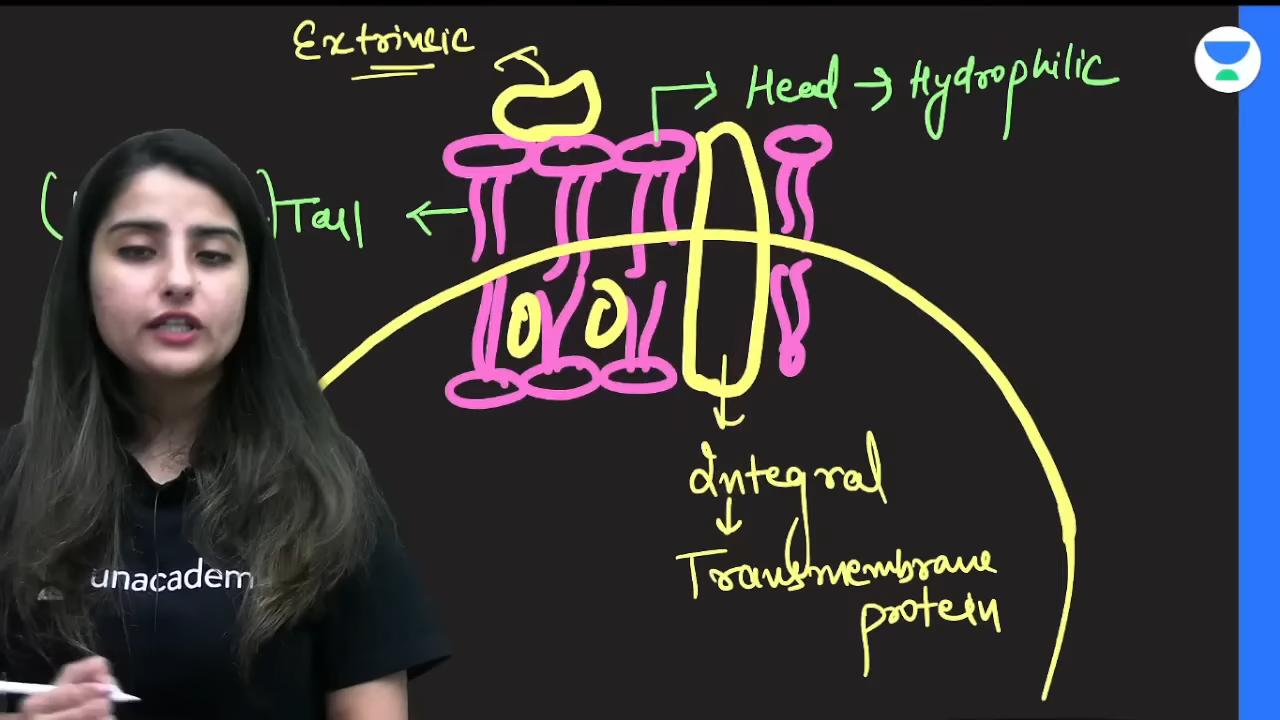 Extrinsic
Head → Hydrophilic
( ) Tail ←
Integral
↓
Transmembrane
protein
unacadem